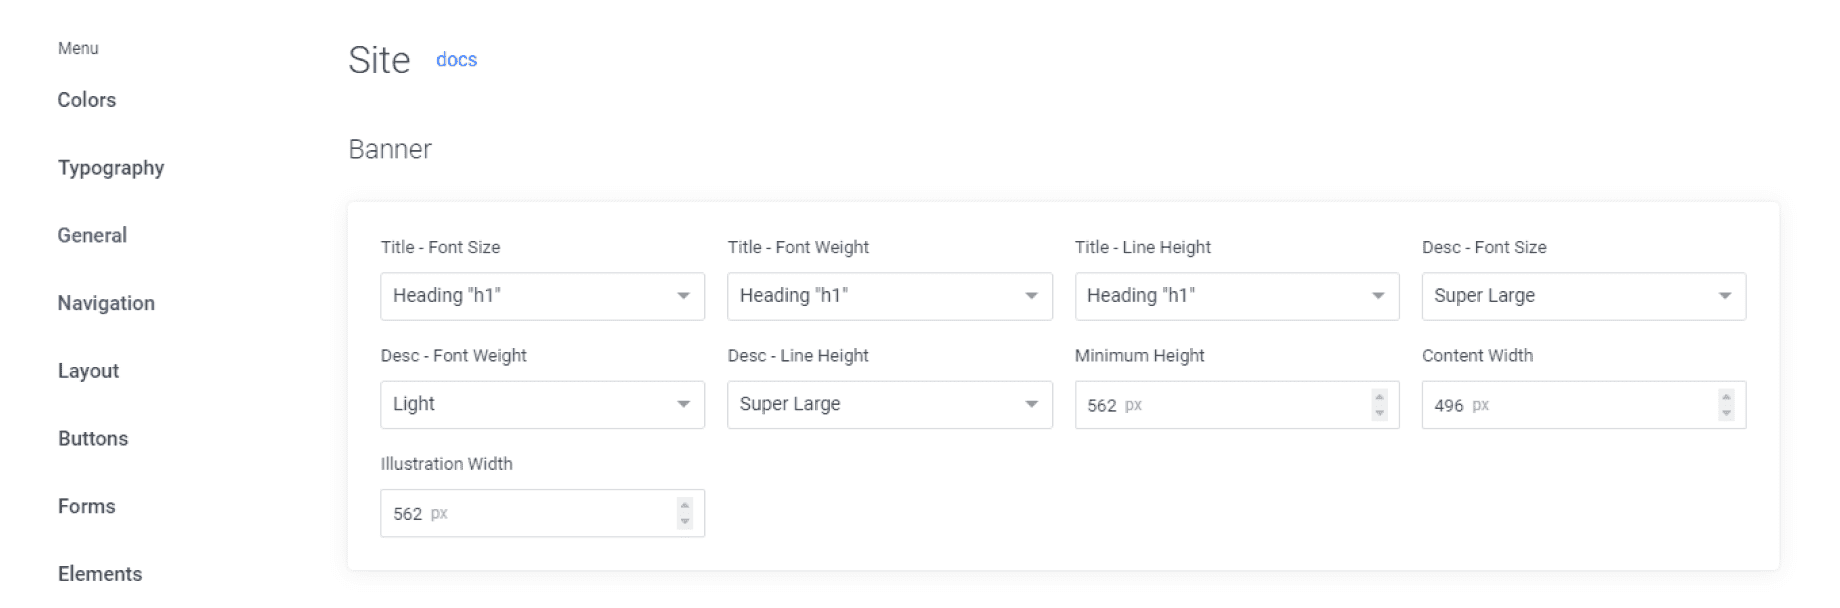 Menu
Colors
Typography
General
Navigation
Layout
Buttons
Forms
Elements
Site docs
Banner
Title - Font Size
Heading "h1"
Title - Font Weight
Heading "h1"
Title - Line Height
Heading "h1"
Desc - Font Size
Super Large
Desc - Font Weight
Light
Desc - Line Height
Super Large
Minimum Height
562 px
Content Width
496 px
Illustration Width
562 px